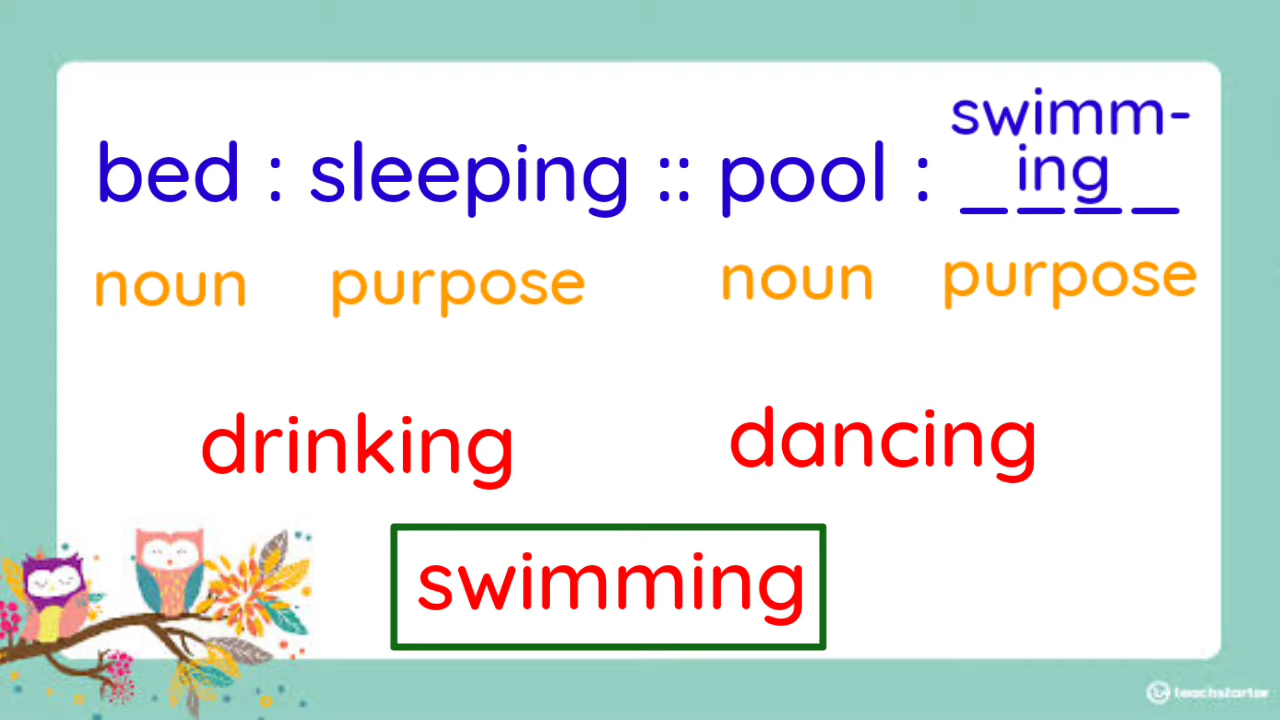 swimm-
bed : sleeping :: pool : _ _ _ _
ing
noun purpose noun purpose
drinking dancing
swimming
teachstarter